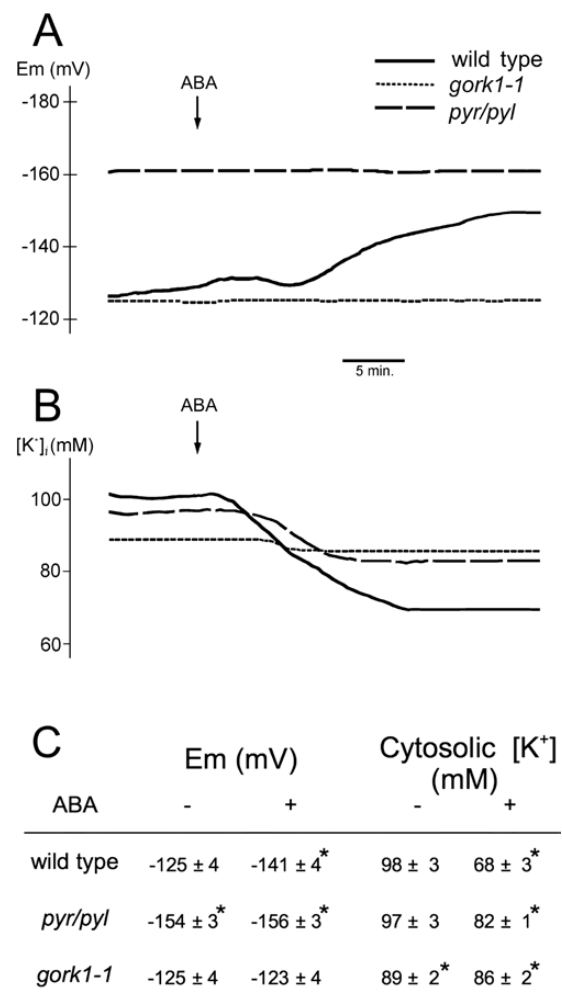 A
Em (mV)
ABA
wild type
gork1-1
pyr/pyl
-180
-160
-140
-120
5 min.
B
ABA
[K⁺]ᵢ (mM)
100
80
60
C
Em (mV) Cytosolic [K⁺]
(mM)
ABA - + - +
wild type -125 ± 4 -141 ± 4* 98 ± 3 68 ± 3*
pyr/pyl -154 ± 3* -156 ± 3* 97 ± 3 82 ± 1*
gork1-1 -125 ± 4 -123 ± 4 89 ± 2* 86 ± 2*